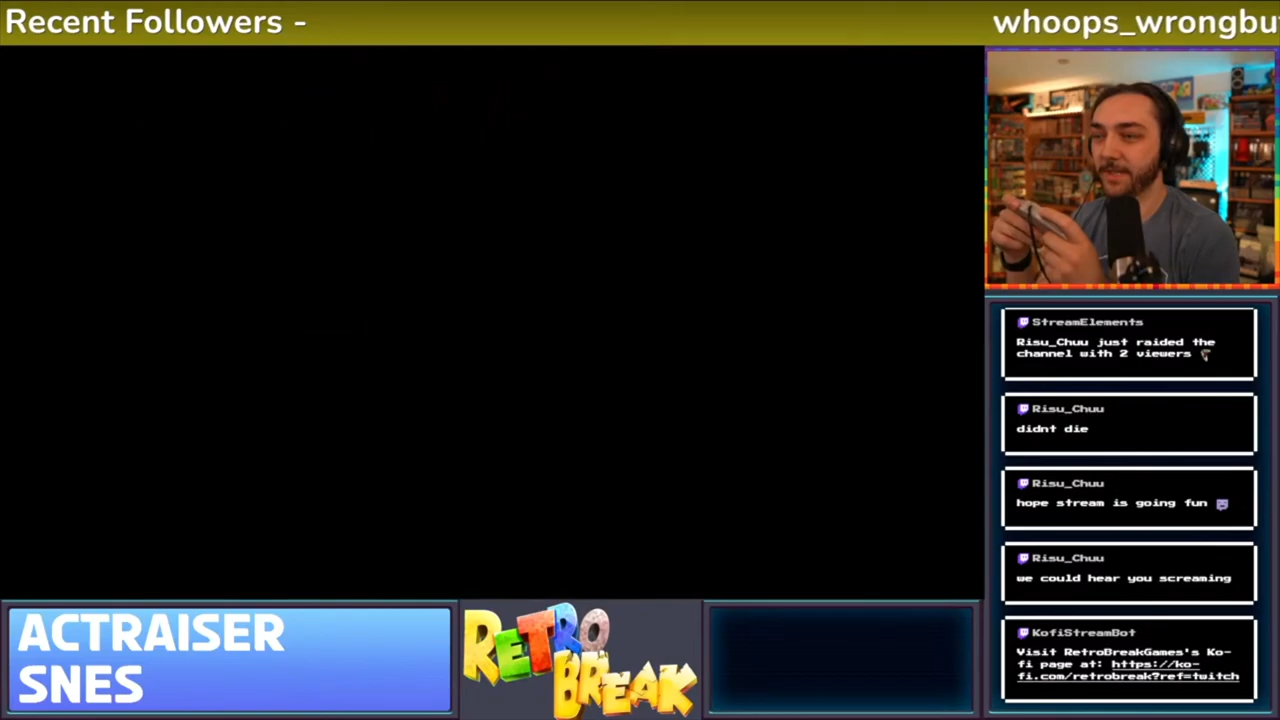 Recent Followers -
whoops_wrongbu
StreamElements
Risu_Chuu just raided the
channel with 2 viewers
Risu_Chuu
didnt die
Risu_Chuu
hope stream is going fun
Risu_Chuu
we could hear you screaming
KofiStreamBot
Visit RetroBreakGames's Ko-
fi page at: https://ko-
fi.com/retrobreak?ref=twitch
ACTRAISER
SNES
RETRO
BREAK